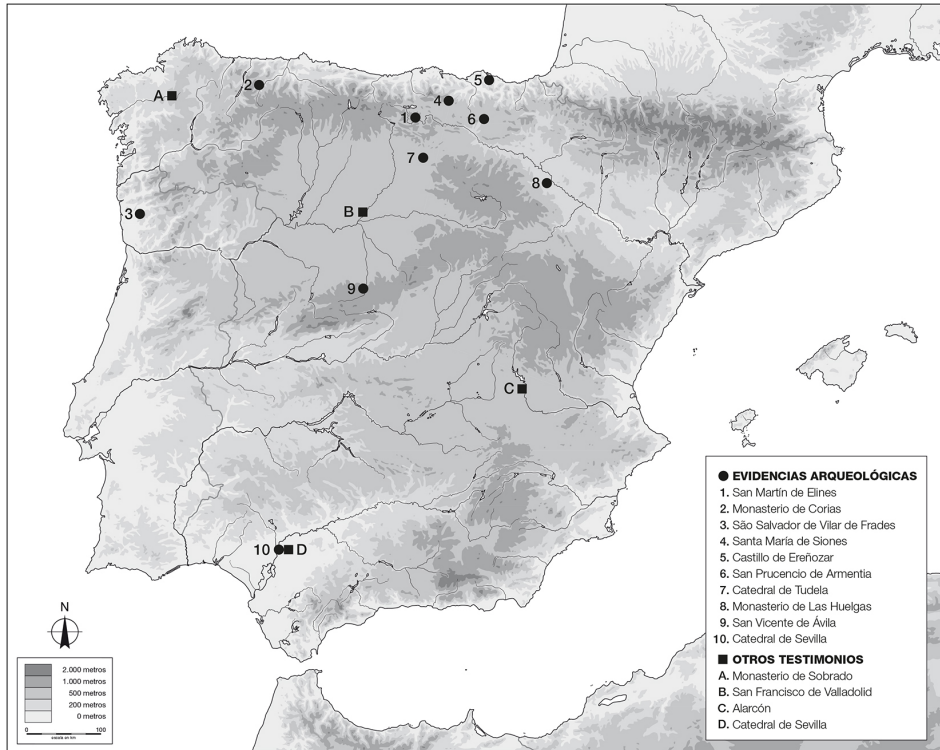 A
2
5
4
1
6
7
8
3
B
9
C
10 D
N
2.000 metros
1.000 metros
500 metros
200 metros
0 metros
0 100
escala en km
EVIDENCIAS ARQUEOLÓGICAS
1. San Martín de Elines
2. Monasterio de Corias
3. São Salvador de Vilar de Frades
4. Santa María de Siones
5. Castillo de Ereñozar
6. San Prucencio de Armentia
7. Catedral de Tudela
8. Monasterio de Las Huelgas
9. San Vicente de Ávila
10. Catedral de Sevilla
OTROS TESTIMONIOS
A. Monasterio de Sobrado
B. San Francisco de Valladolid
C. Alarcón
D. Catedral de Sevilla